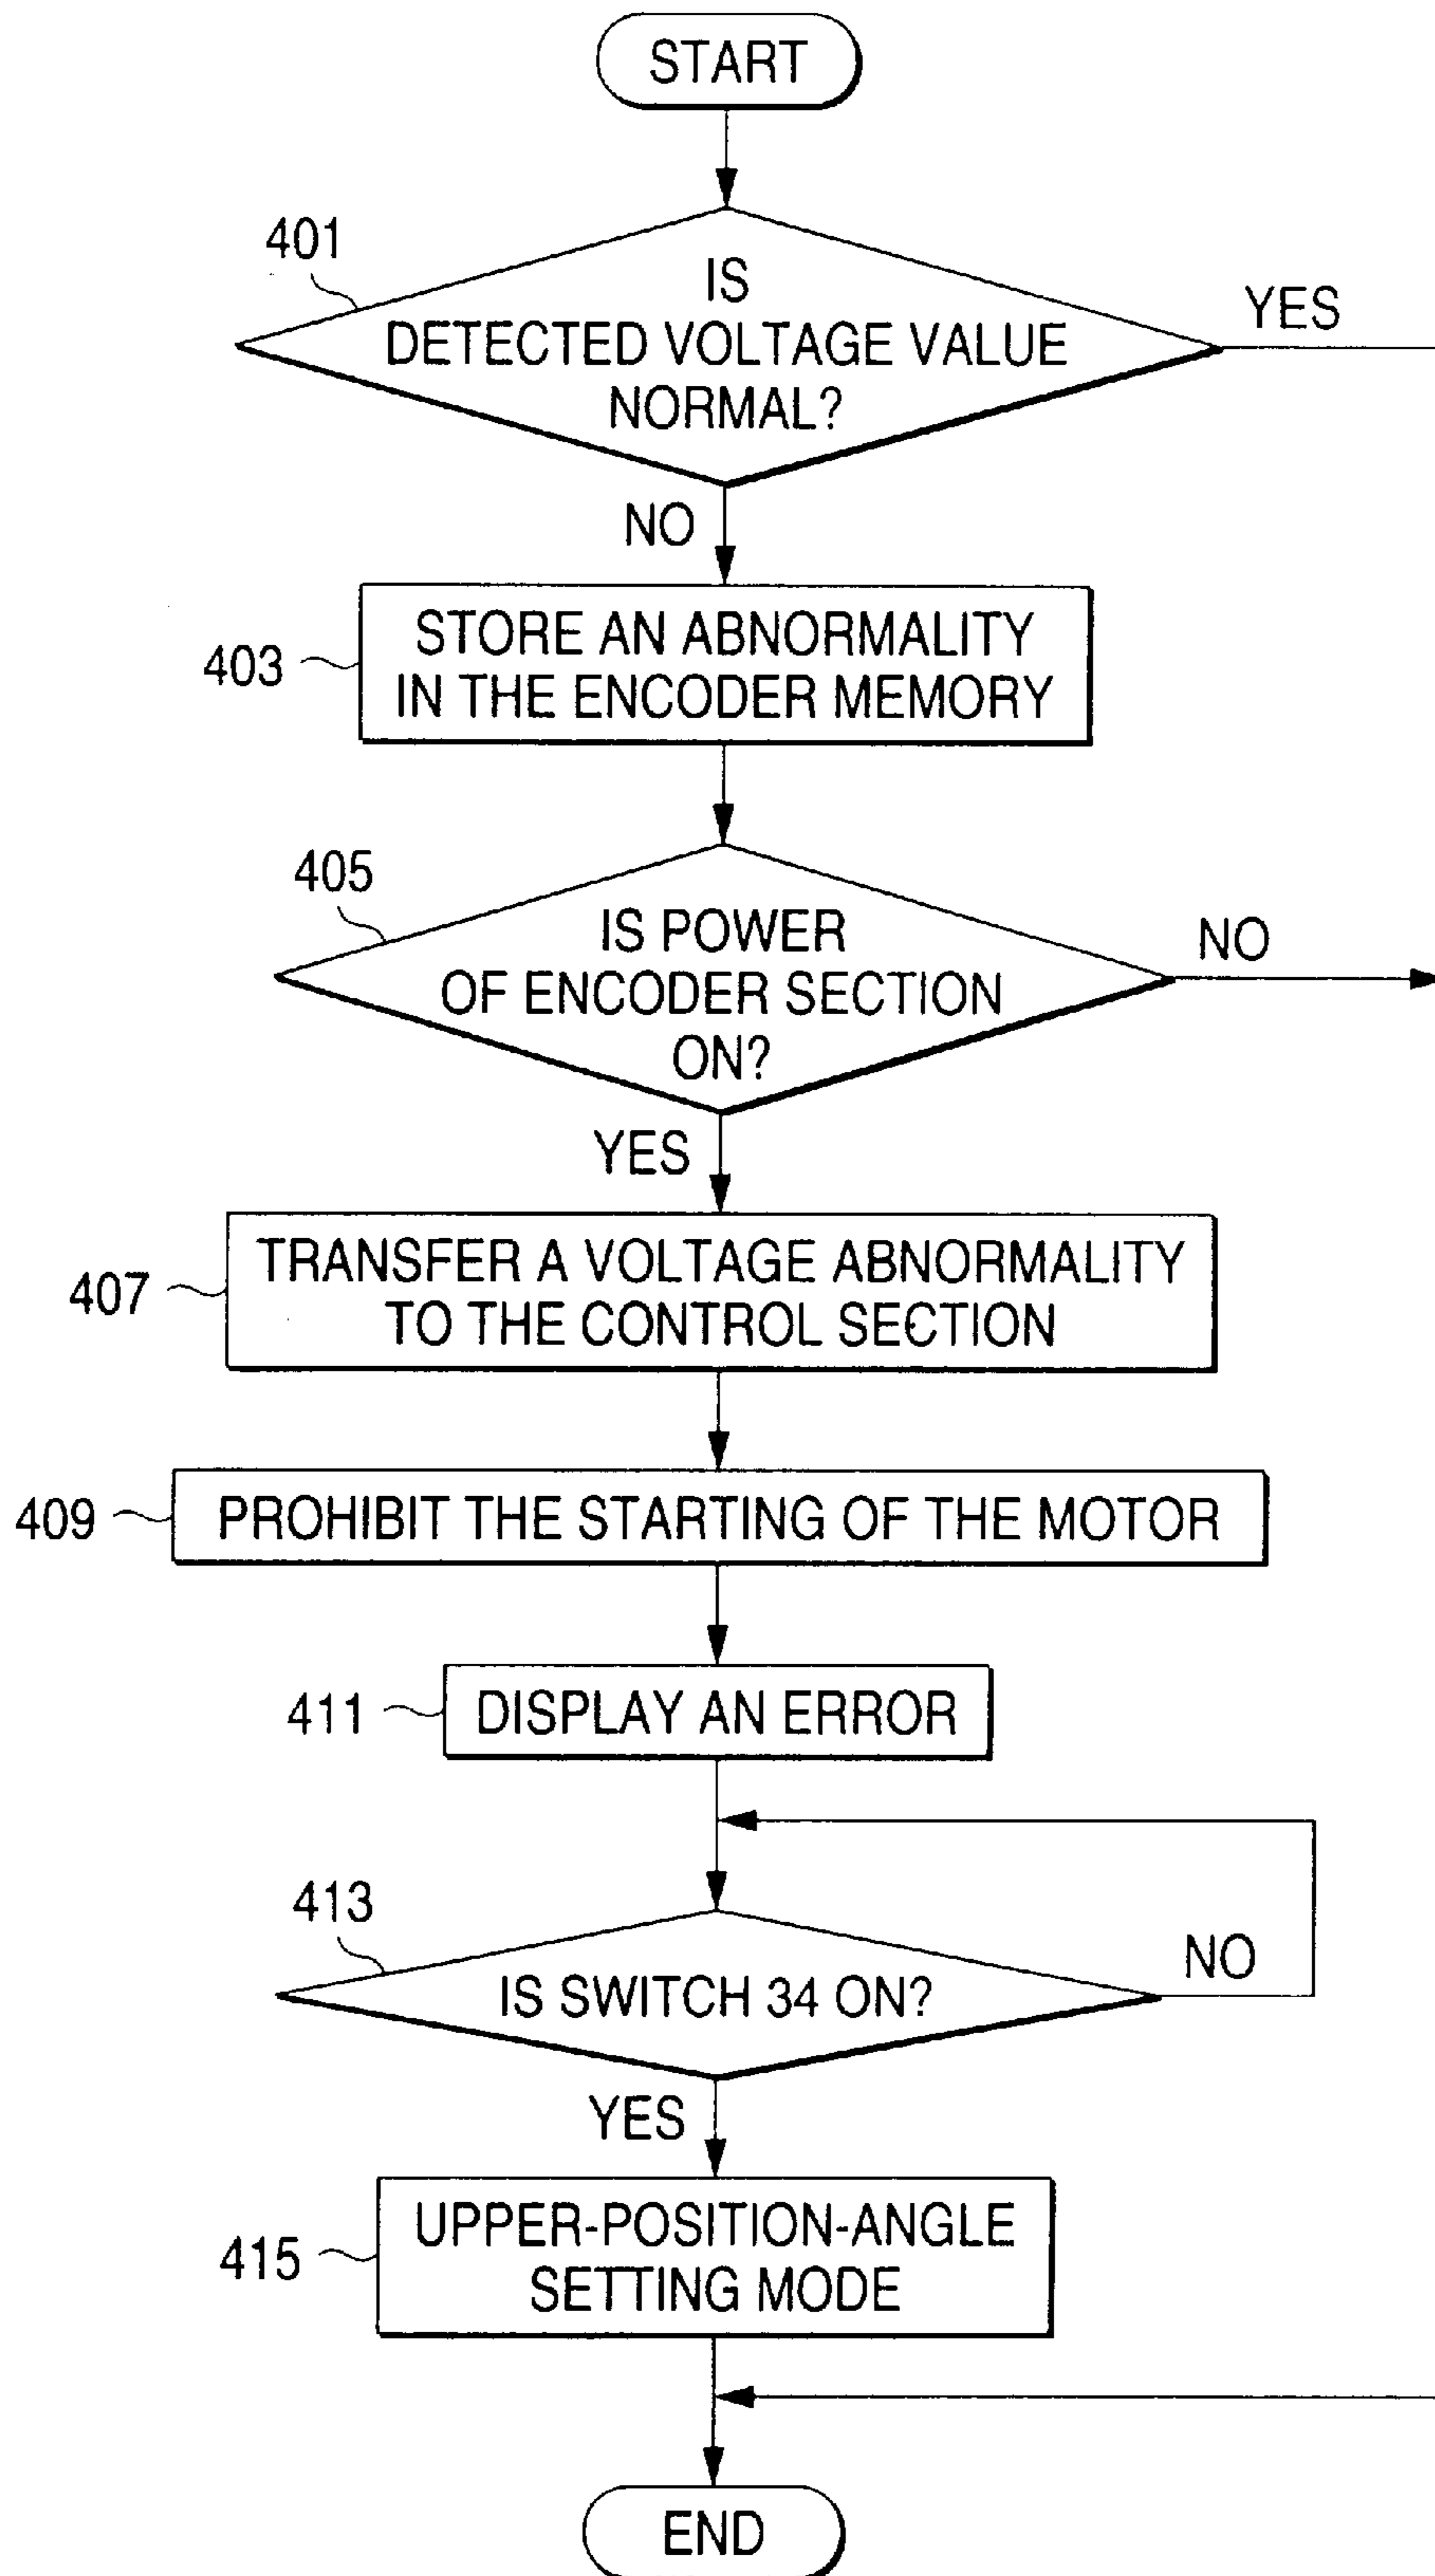 START
401
IS
DETECTED VOLTAGE VALUE
NORMAL?
YES
NO
403
STORE AN ABNORMALITY
IN THE ENCODER MEMORY
405
IS POWER
OF ENCODER SECTION
ON?
NO
YES
407
TRANSFER A VOLTAGE ABNORMALITY
TO THE CONTROL SECTION
409
PROHIBIT THE STARTING OF THE MOTOR
411
DISPLAY AN ERROR
413
IS SWITCH 34 ON?
NO
YES
415
UPPER-POSITION-ANGLE
SETTING MODE
END